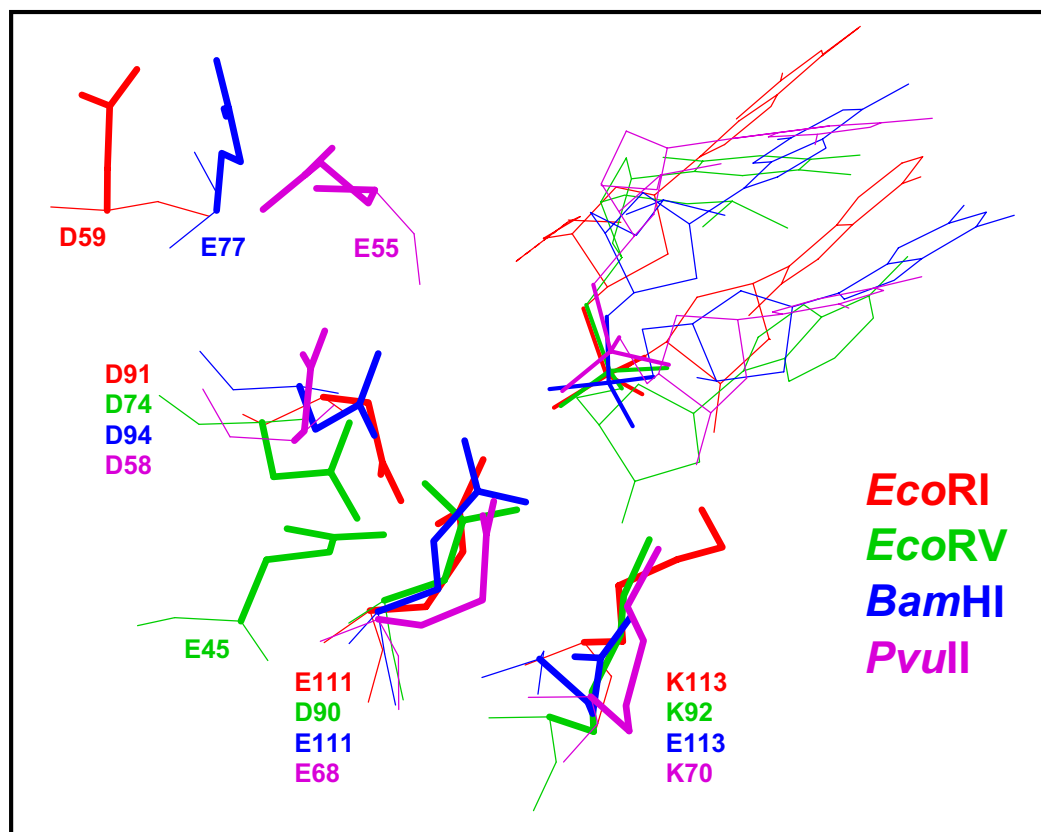 D59
E77
E55
D91
D74
D94
D58
E45
E111
D90
E111
E68
K113
K92
E113
K70
EcoRI
EcoRV
BamHI
PvuII